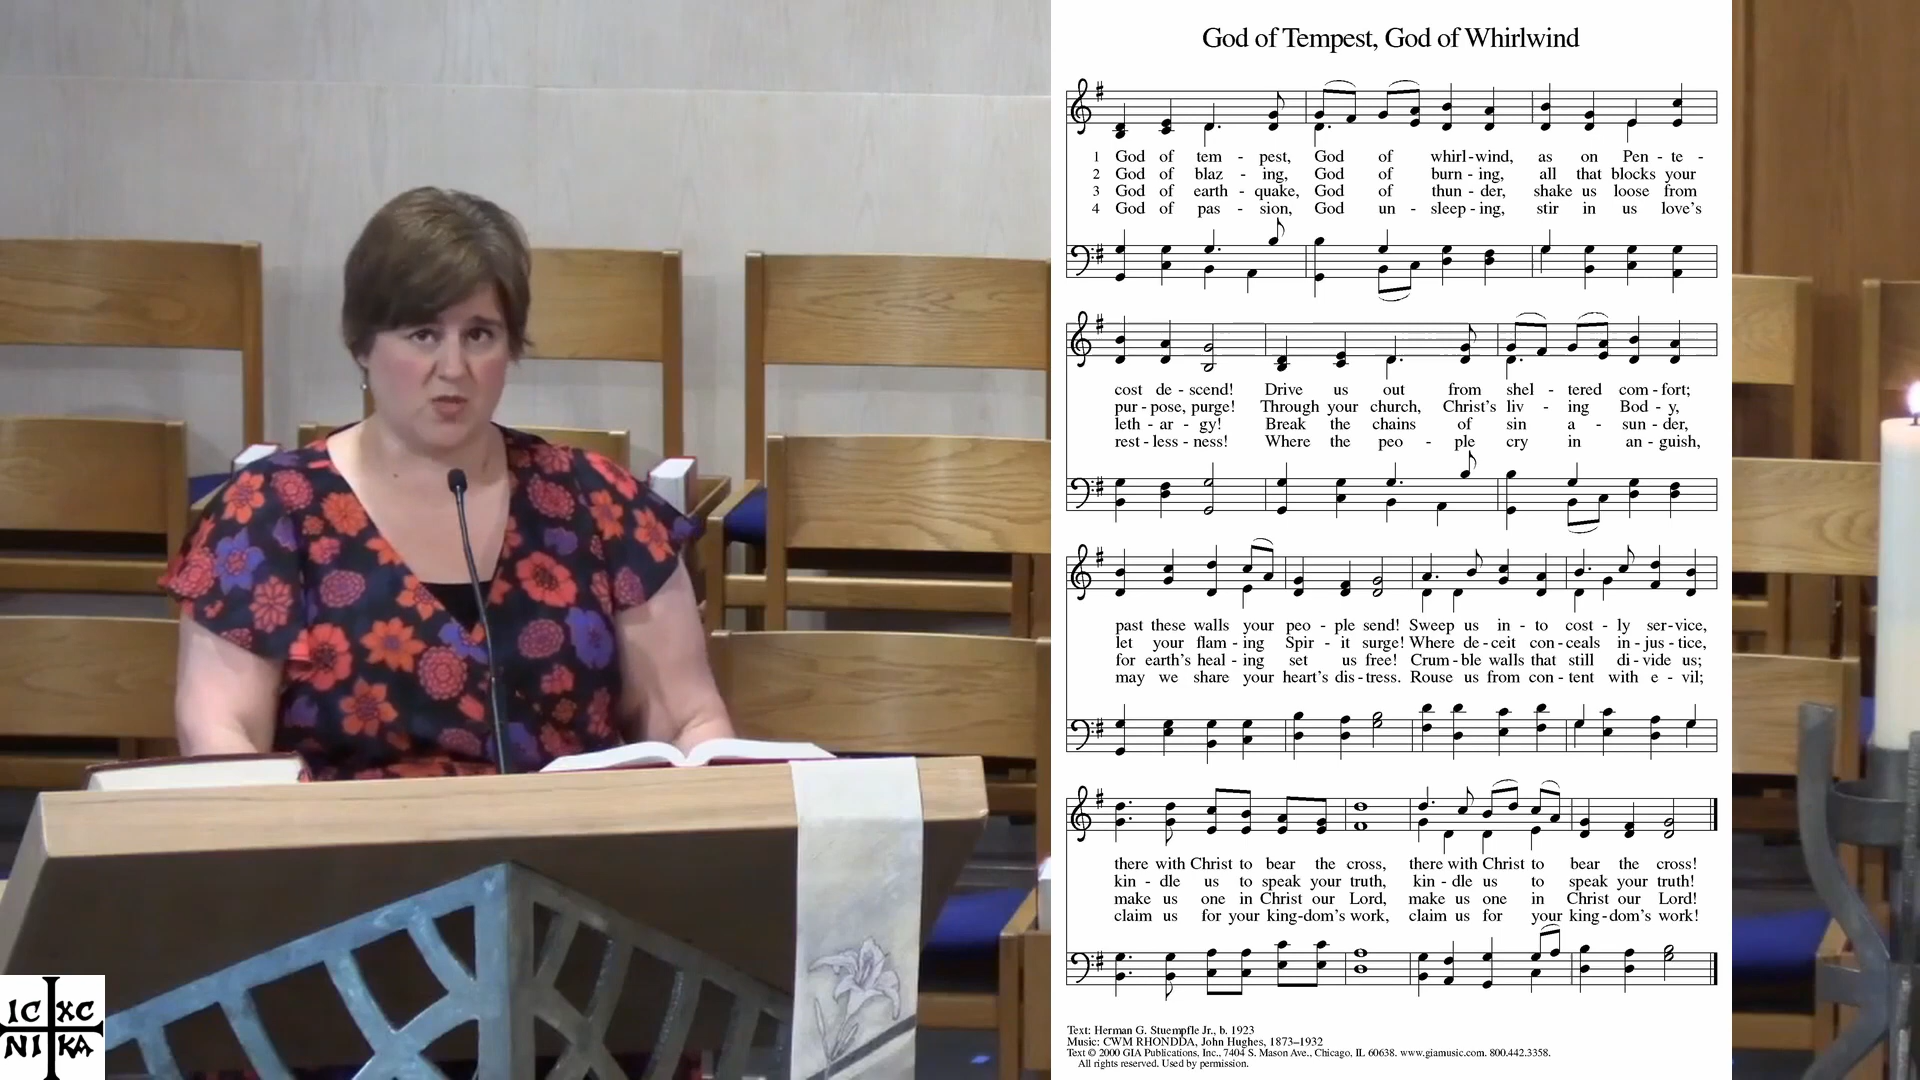 God of Tempest, God of Whirlwind
1 God of tem - pest, God of whirl - wind, as on Pen - te -
2 God of blaz - ing, God of burn - ing, all that blocks your
3 God of earth - quake, God of thun - der, shake us loose from
4 God of pas - sion, God un - sleep - ing, stir in us love's
cost de - scend! Drive us out from shel - tered com - fort;
pur - pose, purge! Through your church, Christ's liv - ing Bod - y,
leth - ar - gy! Break the chains of sin a - sun - der,
rest - less - ness! Where the peo - ple cry in an - guish,
past these walls your peo - ple send! Sweep us in - to cost - ly ser - vice,
let your flam - ing Spir - it surge! Where de - ceit con - ceals in - jus - tice,
for earth's heal - ing set us free! Crum - ble walls that still di - vide us;
may we share your heart's dis - tress. Rouse us from con - tent with e - vil;
there with Christ to bear the cross, there with Christ to bear the cross!
kin - dle us to speak your truth, kin - dle us to speak your truth!
make us one in Christ our Lord, make us one in Christ our Lord!
claim us for your king - dom's work, claim us for your king - dom's work!
Text: Herman G. Stuempfle Jr., b. 1923
Music: CWM RHONDDA, John Hughes, 1873–1932
Text © 2000 GIA Publications, Inc., 7404 S. Mason Ave., Chicago, IL 60638. www.giamusic.com. 800.442.3358.
All rights reserved. Used by permission.
IC XC
NI KA